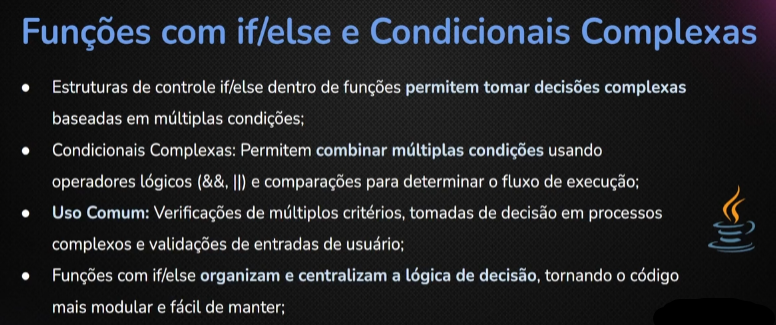 Funções com if/else e Condicionais Complexas
● Estruturas de controle if/else dentro de funções permitem tomar decisões complexas
baseadas em múltiplas condições;
● Condicionais Complexas: Permitem combinar múltiplas condições usando
operadores lógicos (&&, ||) e comparações para determinar o fluxo de execução;
● Uso Comum: Verificações de múltiplos critérios, tomadas de decisão em processos
complexos e validações de entradas de usuário;
● Funções com if/else organizam e centralizam a lógica de decisão, tornando o código
mais modular e fácil de manter;